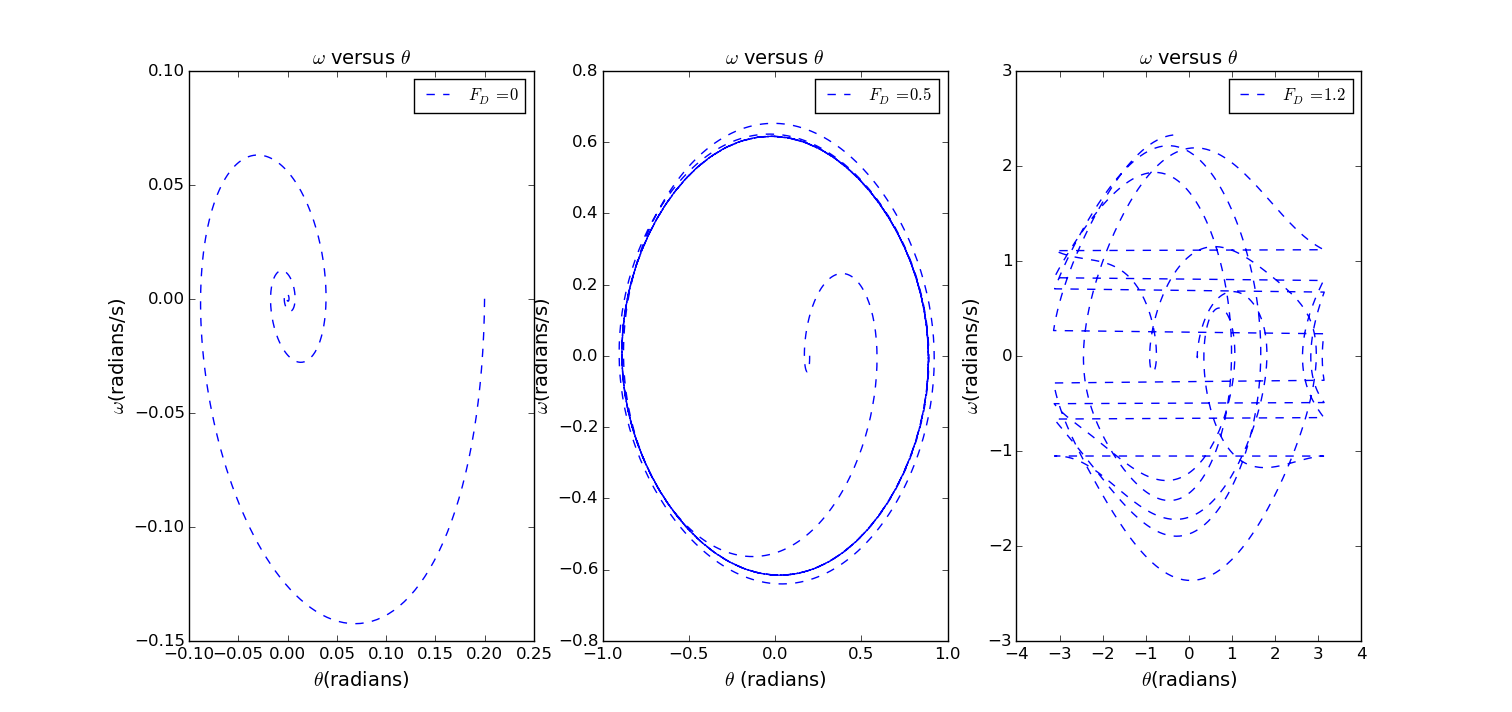 ω versus θ
F_D =0
0.10
0.05
0.00
−0.05
−0.10
−0.15
−0.10 −0.05 0.00 0.05 0.10 0.15 0.20 0.25
θ(radians)
ω(radians/s)
ω versus θ
F_D =0.5
0.8
0.6
0.4
0.2
0.0
−0.2
−0.4
−0.6
−0.8
−1.0 −0.5 0.0 0.5 1.0
θ (radians)
ω(radians/s)
ω versus θ
F_D =1.2
3
2
1
0
−1
−2
−3
−4 −3 −2 −1 0 1 2 3 4
θ(radians)
ω(radians/s)